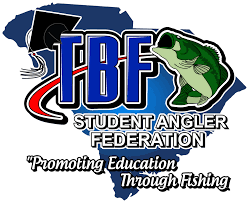 TBF
STUDENT ANGLER
FEDERATION
"Promoting Education
Through Fishing